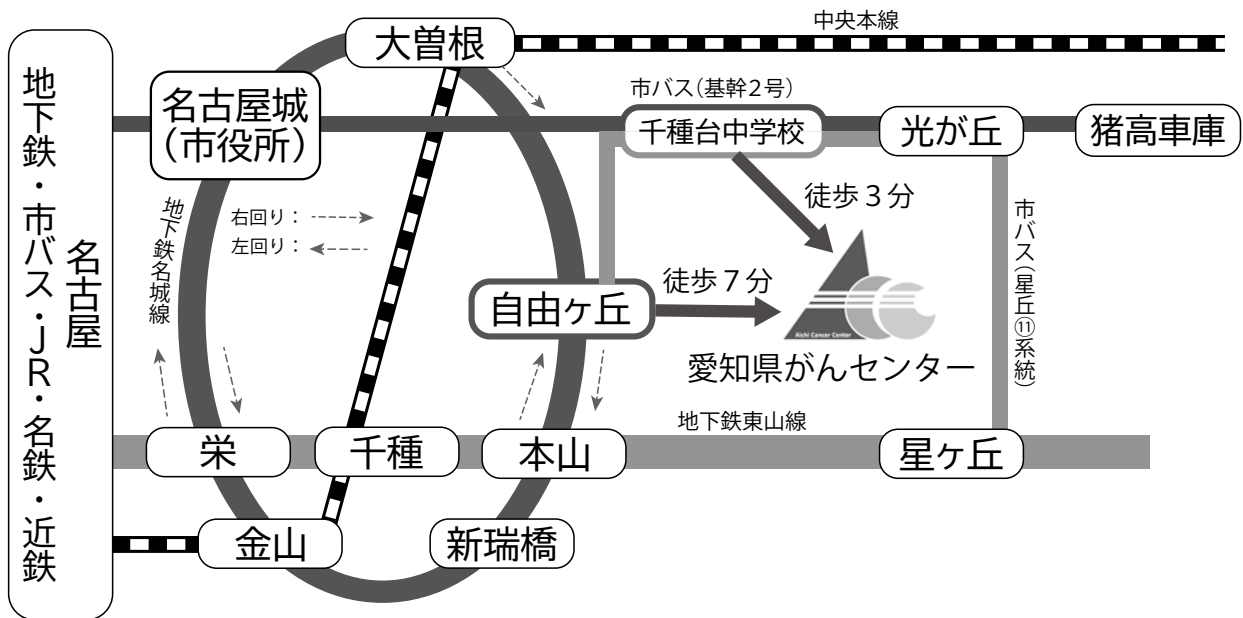 地下鉄・市バス・JR・名鉄・近鉄
名古屋
大曽根
中央本線
名古屋城
（市役所）
市バス（基幹２号）
千種台中学校
光が丘
猪高車庫
地下鉄名城線
右回り：
左回り：
徒歩３分
徒歩７分
自由ヶ丘
Aichi Cancer Center
愛知県がんセンター
市バス（星丘⑪系統）
地下鉄東山線
栄
千種
本山
星ヶ丘
金山
新瑞橋